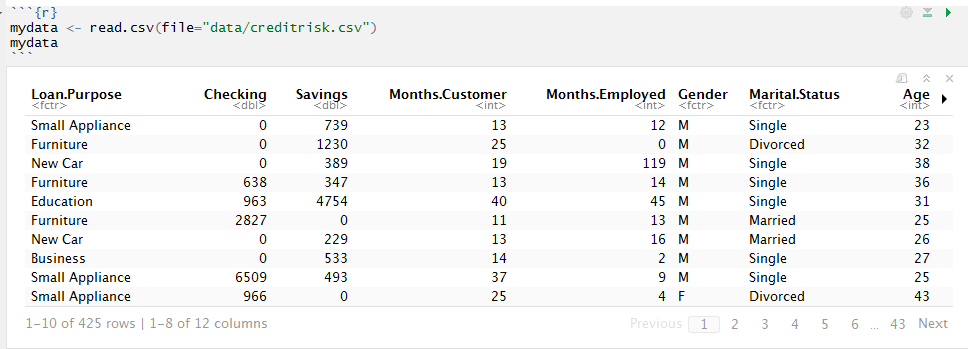 ```{r}
mydata <- read.csv(file="data/creditrisk.csv")
mydata
```
Loan.Purpose Checking Savings Months.Customer Months.Employed Gender Marital.Status Age
<fctr> <dbl> <dbl> <int> <int> <fctr> <fctr> <int>
Small Appliance 0 739 13 12 M Single 23
Furniture 0 1230 25 0 M Divorced 32
New Car 0 389 19 119 M Single 38
Furniture 638 347 13 14 M Single 36
Education 963 4754 40 45 M Single 31
Furniture 2827 0 11 13 M Married 25
New Car 0 229 13 16 M Married 26
Business 0 533 14 2 M Single 27
Small Appliance 6509 493 37 9 M Single 25
Small Appliance 966 0 25 4 F Divorced 43
1-10 of 425 rows | 1-8 of 12 columns Previous 1 2 3 4 5 6 ... 43 Next